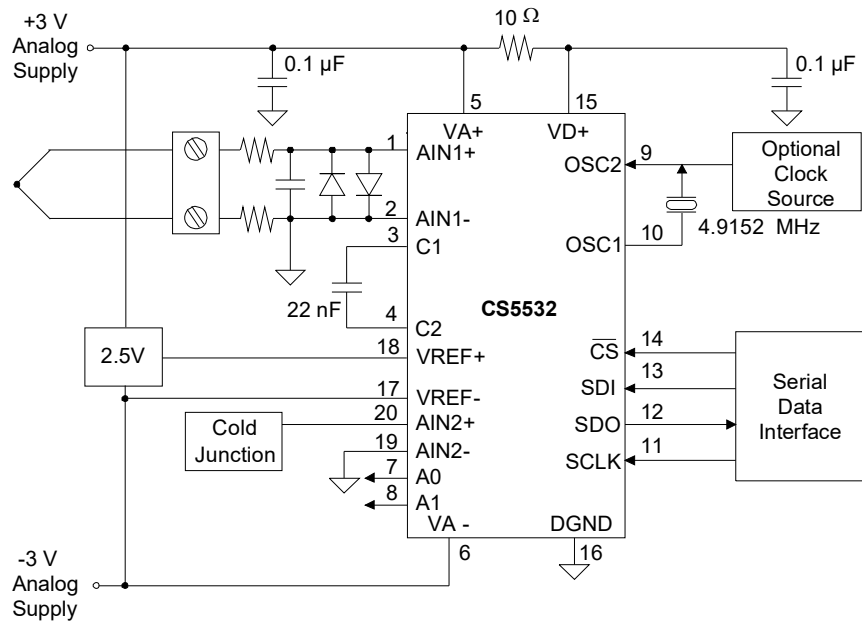 +3 V
Analog
Supply
10 Ω
0.1 µF
0.1 µF
5
15
VA+
VD+
1
AIN1+
OSC2
9
Optional
Clock
Source
2
AIN1-
3
C1
OSC1
10
4.9152 MHz
22 nF
4
C2
CS5532
2.5V
18
VREF+
CS
14
17
VREF-
SDI
13
Serial
Data
Interface
Cold
Junction
20
AIN2+
SDO
12
19
AIN2-
SCLK
11
7
A0
8
A1
VA -
DGND
6
16
-3 V
Analog
Supply